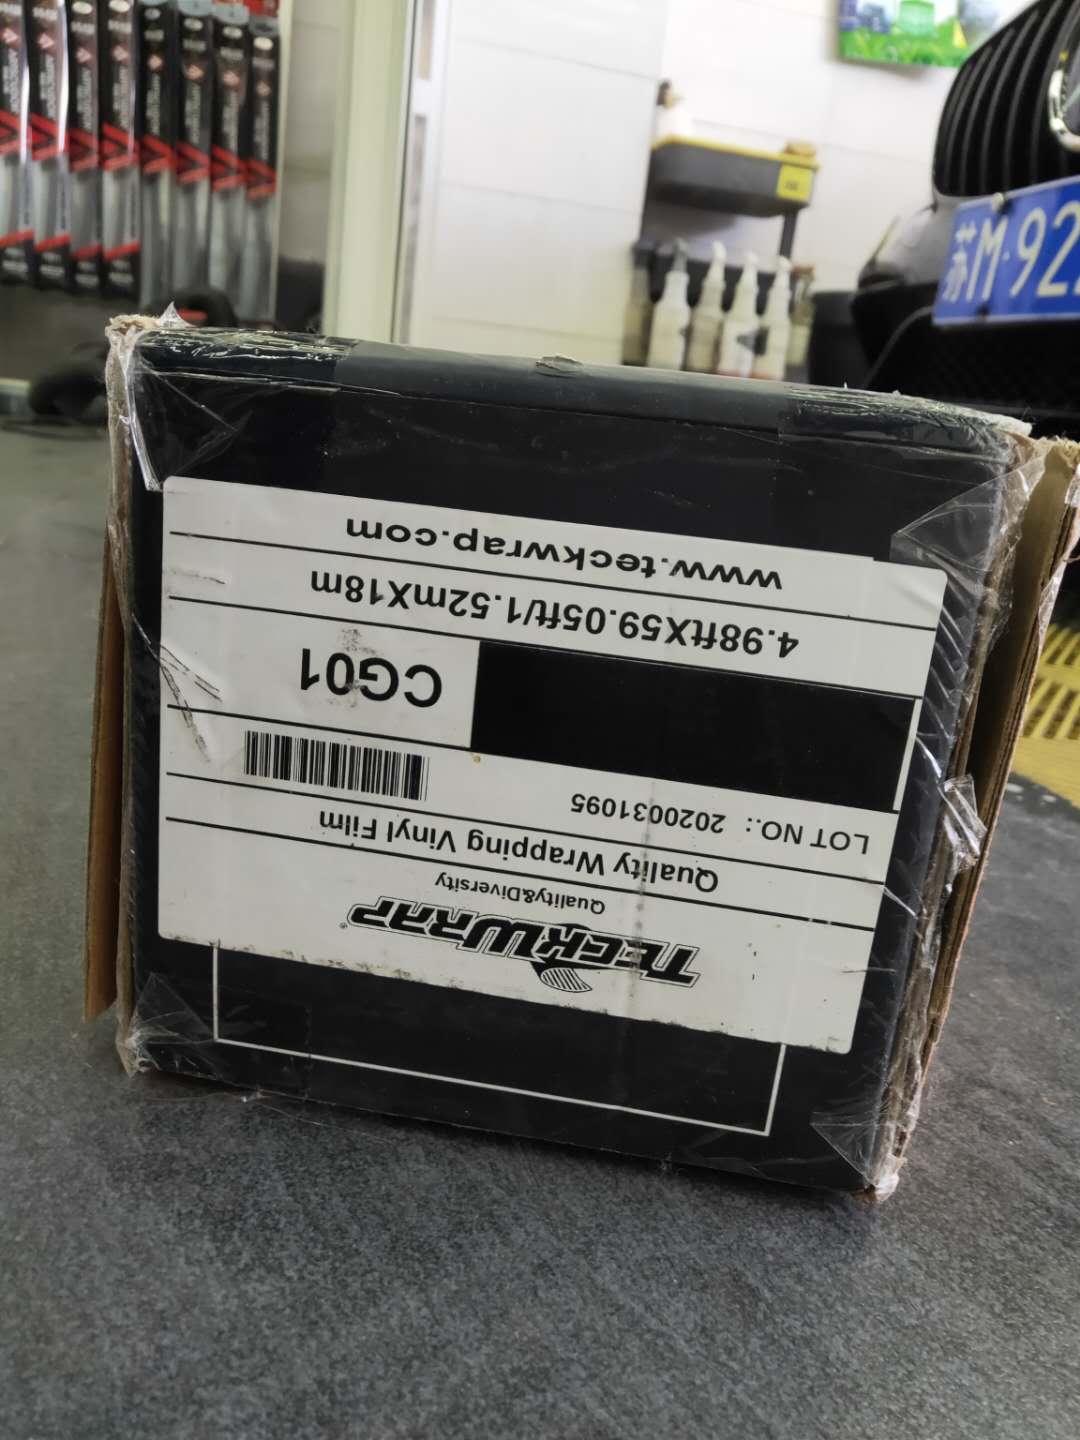 TECKWRAP®
Quality&Diversity
Quality Wrapping Vinyl Film
LOT NO.: 2020031095
CG01
4.98ftX59.05ft/1.52mX18m
www.teckwrap.com
苏M·92